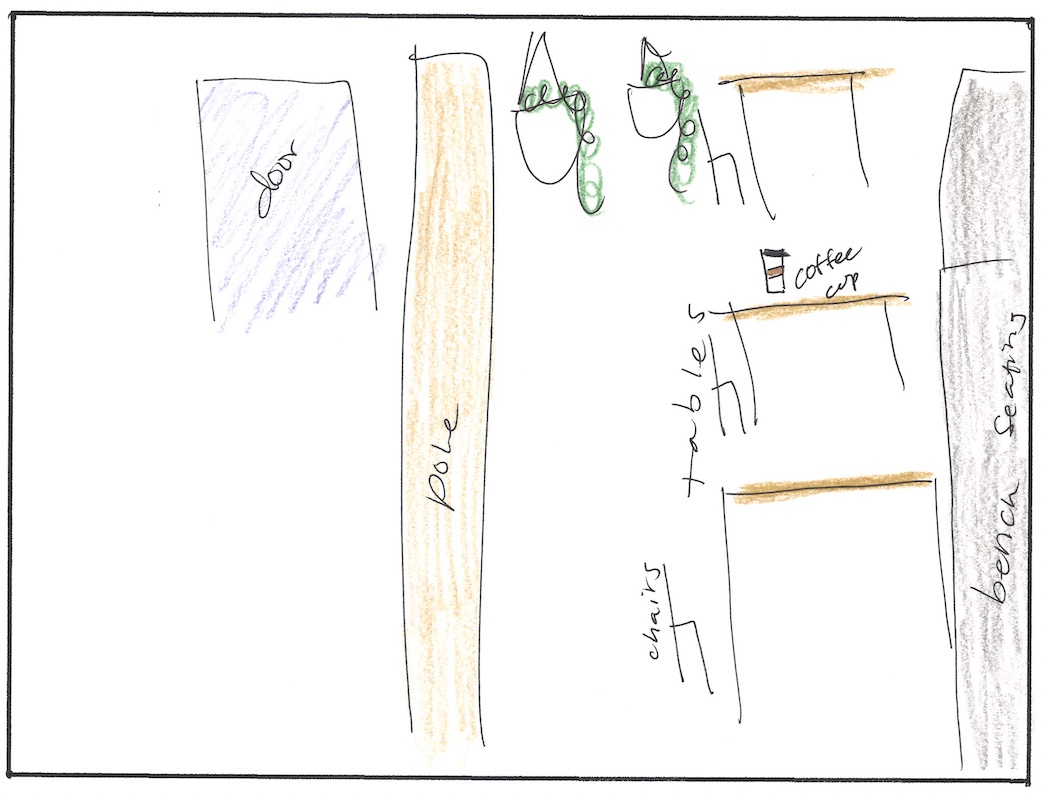 door
coffee
cup
tables
pole
bench seating
chairs